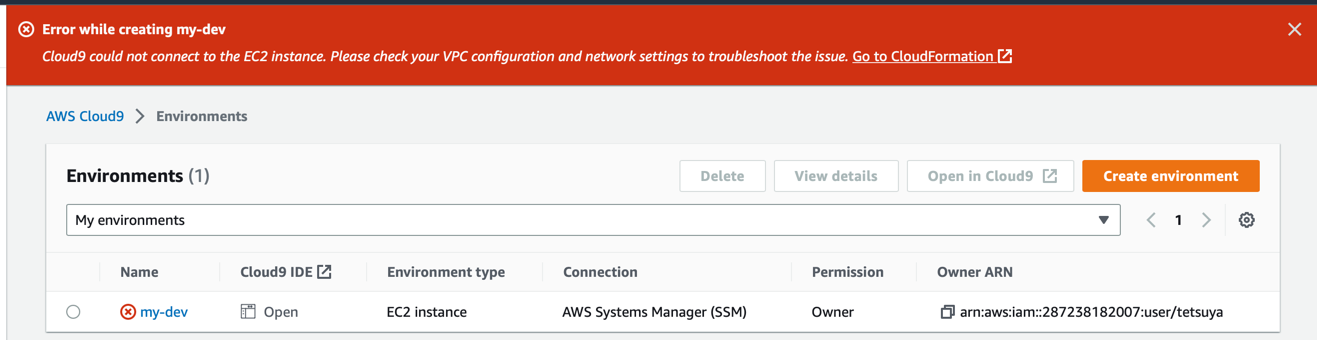 Error while creating my-dev
Cloud9 could not connect to the EC2 instance. Please check your VPC configuration and network settings to troubleshoot the issue. Go to CloudFormation
AWS Cloud9 > Environments
Environments (1)
Delete
View details
Open in Cloud9
Create environment
My environments
1
Name Cloud9 IDE Environment type Connection Permission Owner ARN
my-dev Open EC2 instance AWS Systems Manager (SSM) Owner arn:aws:iam::287238182007:user/tetsuya